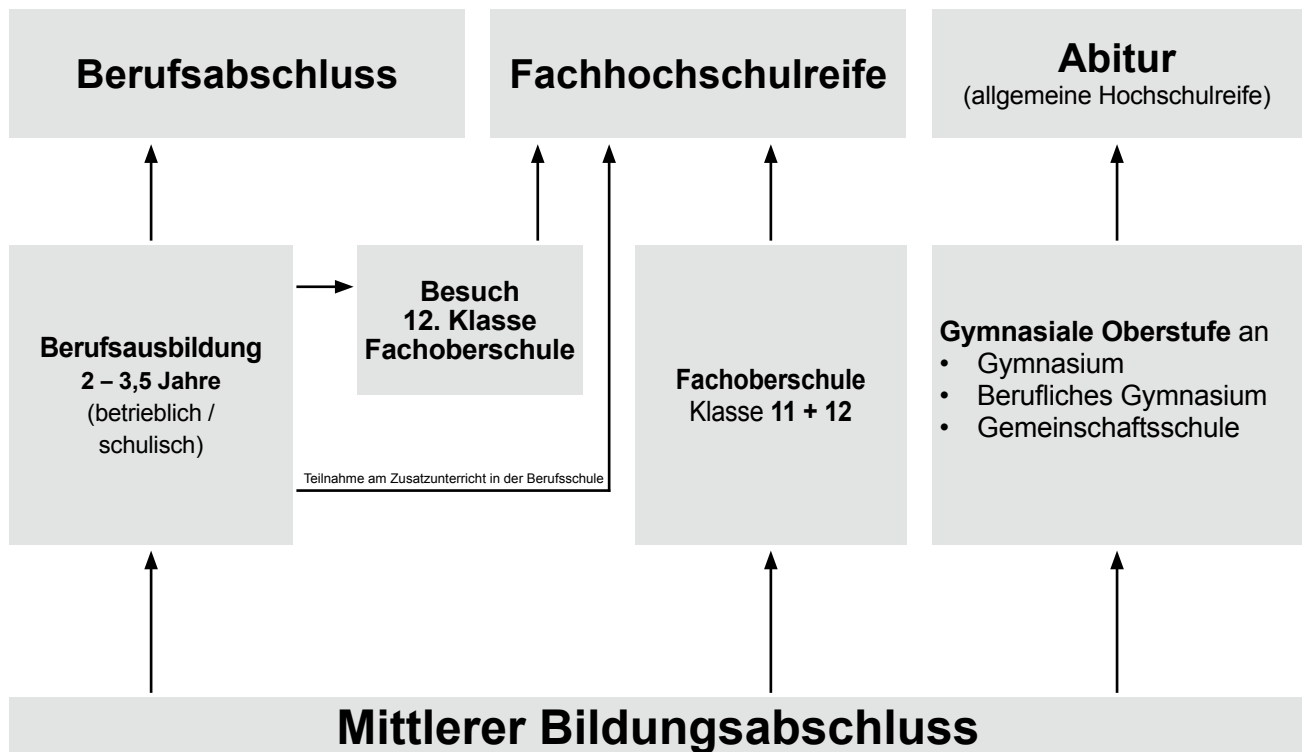 Berufsabschluss
Fachhochschulreife
Abitur
(allgemeine Hochschulreife)
Berufsausbildung
2 – 3,5 Jahre
(betrieblich /
schulisch)
Besuch
12. Klasse
Fachoberschule
Teilnahme am Zusatzunterricht in der Berufsschule
Fachoberschule
Klasse 11 + 12
Gymnasiale Oberstufe an
• Gymnasium
• Berufliches Gymnasium
• Gemeinschaftsschule
Mittlerer Bildungsabschluss